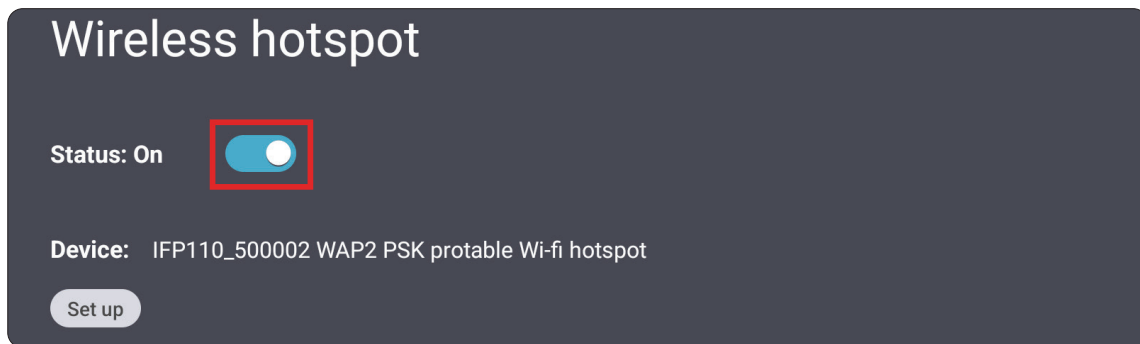 Wireless hotspot
Status: On
Device: IFP110_500002 WAP2 PSK protable Wi-fi hotspot
Set up